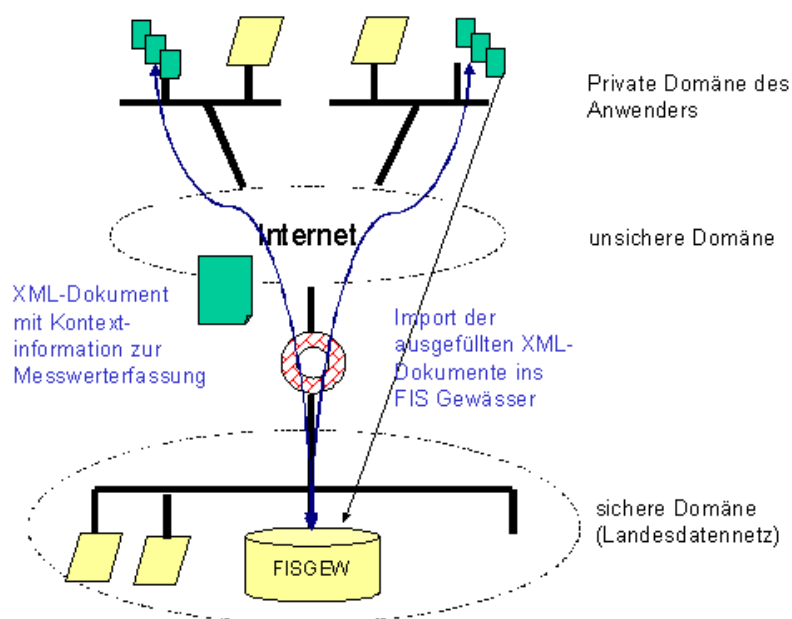 Private Domäne des
Anwenders
Internet
unsichere Domäne
XML-Dokument
mit Kontext-
information zur
Messwerterfassung
Import der
ausgefüllten XML-
Dokumente ins
FIS Gewässer
sichere Domäne
(Landesdatennetz)
FISGEW